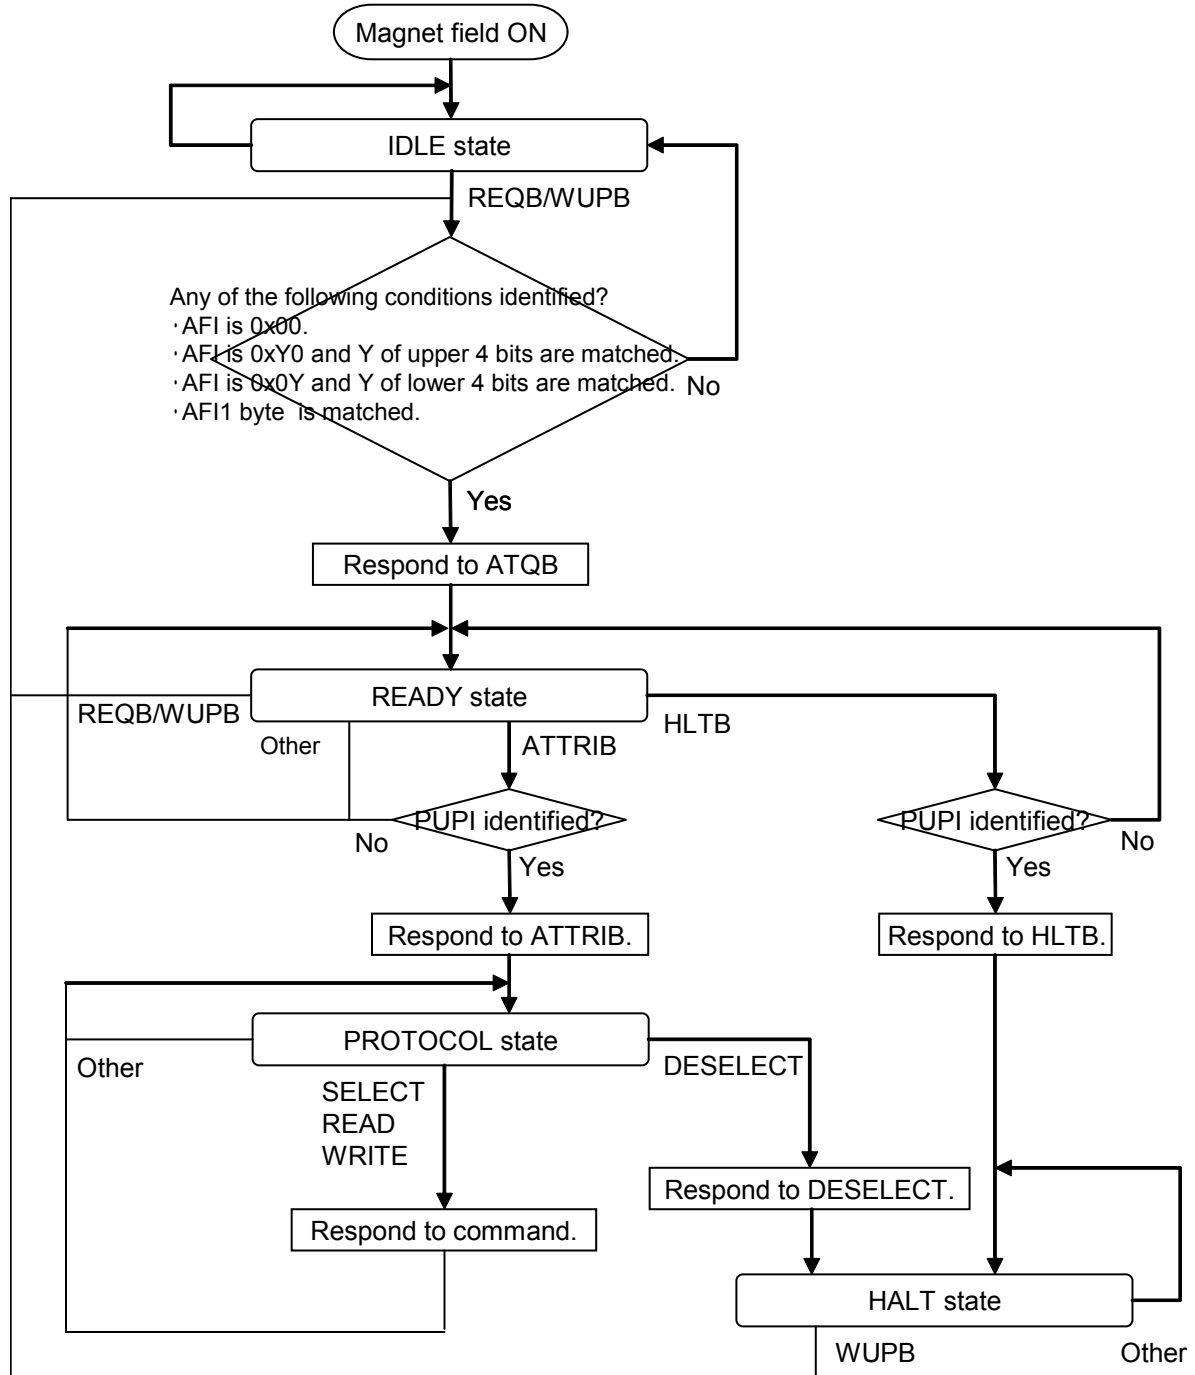 Magnet field ON
IDLE state
REQB/WUPB
Any of the following conditions identified?
・AFI is 0x00.
・AFI is 0xY0 and Y of upper 4 bits are matched.
・AFI is 0x0Y and Y of lower 4 bits are matched.
・AFI1 byte is matched.
No
Yes
Respond to ATQB
READY state
REQB/WUPB
Other
ATTRIB
HLTB
PUPI identified?
No
Yes
PUPI identified?
No
Yes
Respond to ATTRIB.
Respond to HLTB.
PROTOCOL state
Other
SELECT
READ
WRITE
DESELECT
Respond to DESELECT.
Respond to command.
HALT state
WUPB
Other